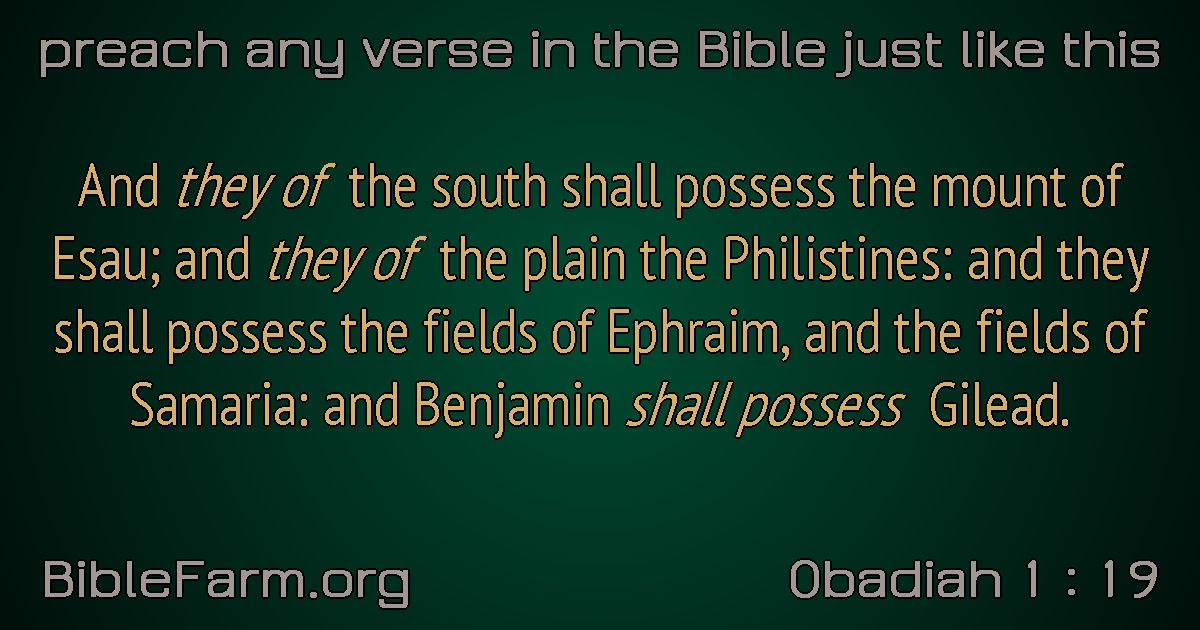 preach any verse in the Bible just like this
And they of the south shall possess the mount of
Esau; and they of the plain the Philistines: and they
shall possess the fields of Ephraim, and the fields of
Samaria: and Benjamin shall possess Gilead.
BibleFarm.org
Obadiah 1 : 19